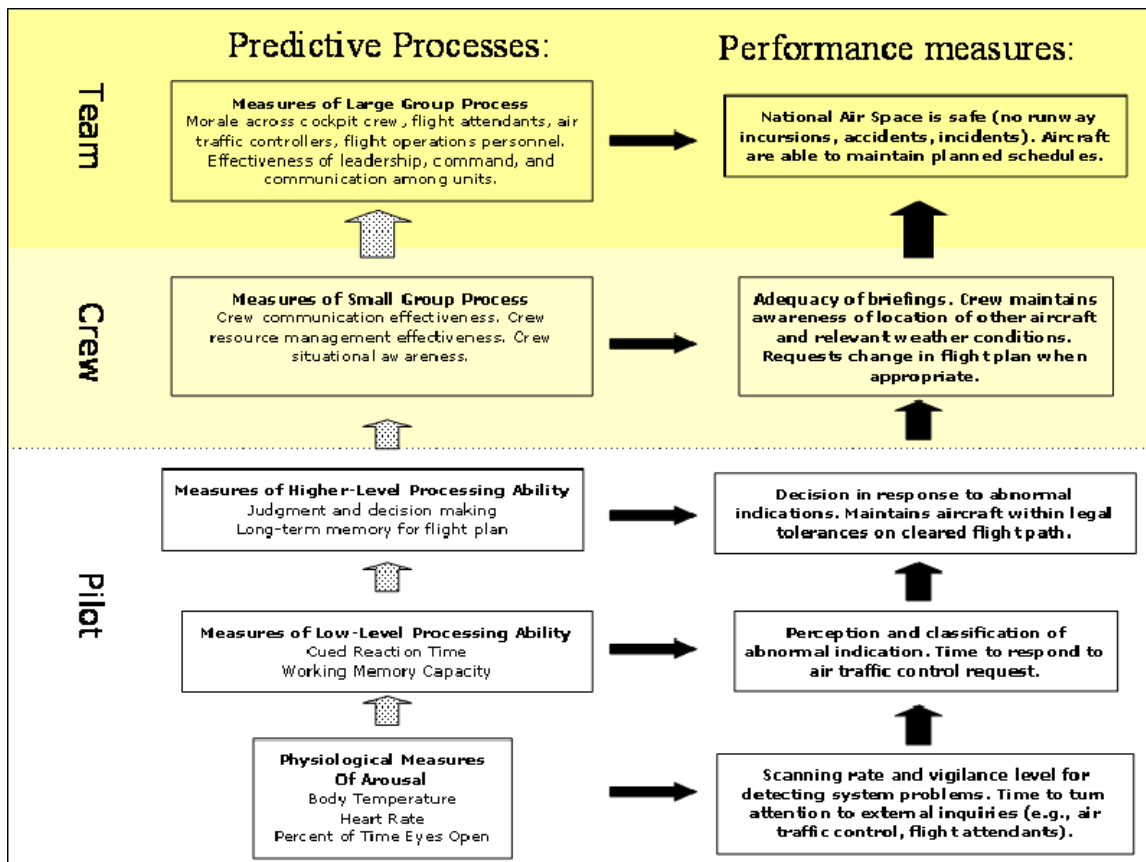 Predictive Processes:
Performance measures:
Team
Measures of Large Group Process
Morale across cockpit crew, flight attendants, air
traffic controllers, flight operations personnel.
Effectiveness of leadership, command, and
communication among units.
National Air Space is safe (no runway
incursions, accidents, incidents). Aircraft
are able to maintain planned schedules.
Crew
Measures of Small Group Process
Crew communication effectiveness. Crew
resource management effectiveness. Crew
situational awareness.
Adequacy of briefings. Crew maintains
awareness of location of other aircraft
and relevant weather conditions.
Requests change in flight plan when
appropriate.
Pilot
Measures of Higher-Level Processing Ability
Judgment and decision making
Long-term memory for flight plan
Decision in response to abnormal
indications. Maintains aircraft within legal
tolerances on cleared flight path.
Measures of Low-Level Processing Ability
Cued Reaction Time
Working Memory Capacity
Perception and classification of
abnormal indication. Time to respond to
air traffic control request.
Physiological Measures
Of Arousal
Body Temperature
Heart Rate
Percent of Time Eyes Open
Scanning rate and vigilance level for
detecting system problems. Time to turn
attention to external inquiries (e.g., air
traffic control, flight attendants).